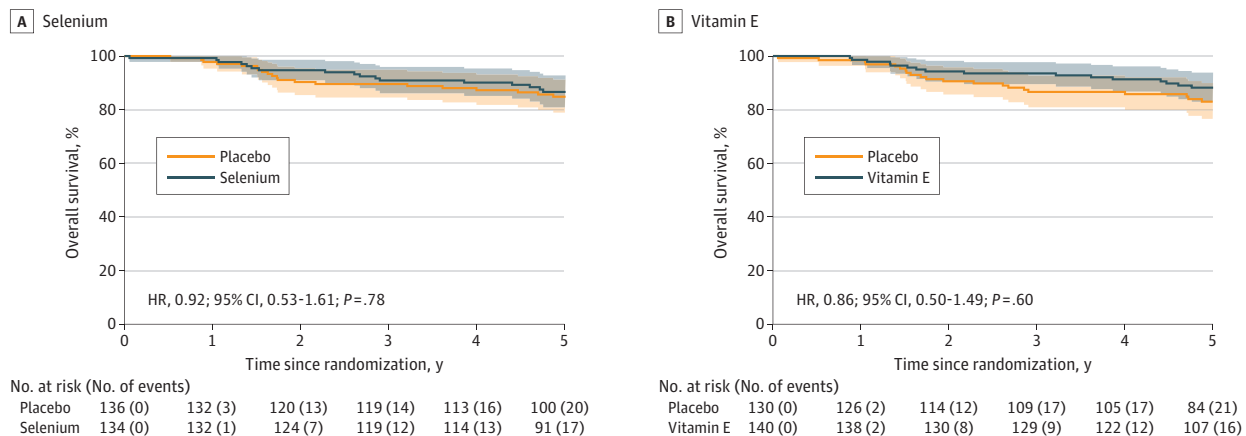 A Selenium
100
80
60
40
20
0
Overall survival, %
Placebo
Selenium
HR, 0.92; 95% CI, 0.53-1.61; P = .78
0 1 2 3 4 5
Time since randomization, y
No. at risk (No. of events)
Placebo 136 (0) 132 (3) 120 (13) 119 (14) 113 (16) 100 (20)
Selenium 134 (0) 132 (1) 124 (7) 119 (12) 114 (13) 91 (17)
B Vitamin E
100
80
60
40
20
0
Overall survival, %
Placebo
Vitamin E
HR, 0.86; 95% CI, 0.50-1.49; P = .60
0 1 2 3 4 5
Time since randomization, y
No. at risk (No. of events)
Placebo 130 (0) 126 (2) 114 (12) 109 (17) 105 (17) 84 (21)
Vitamin E 140 (0) 138 (2) 130 (8) 129 (9) 122 (12) 107 (16)